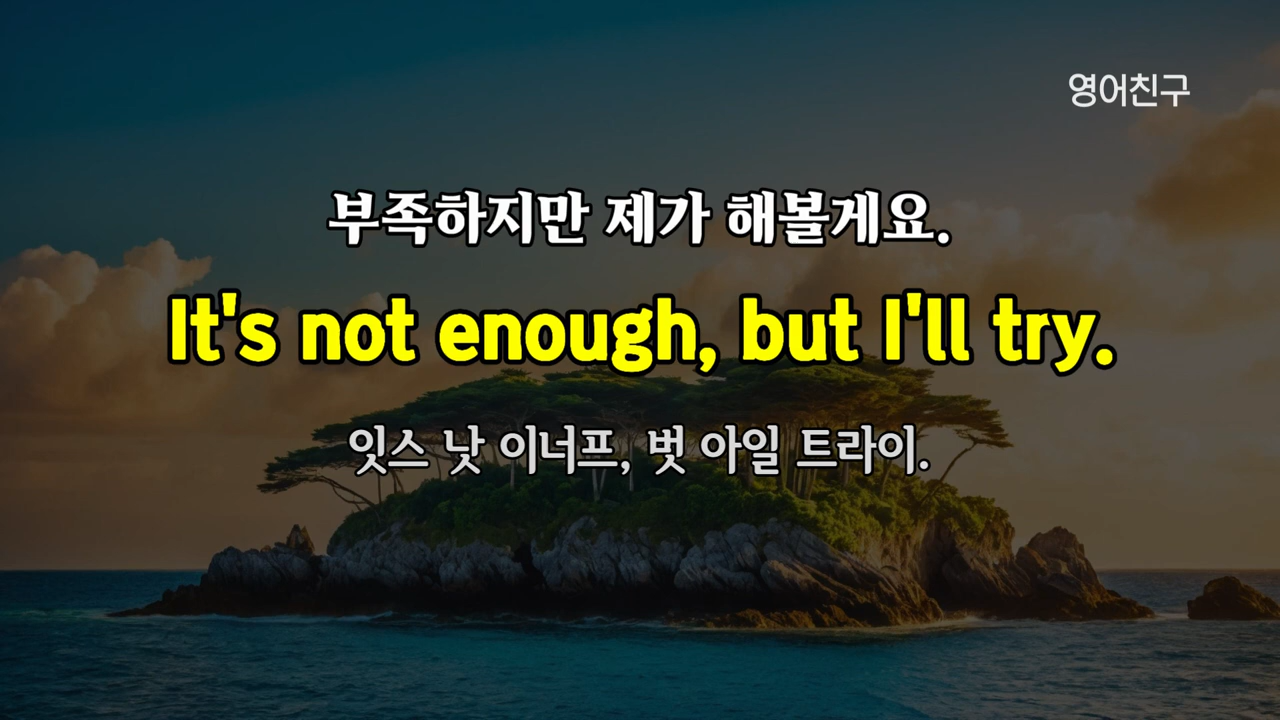 영어친구
부족하지만 제가 해볼게요.
It's not enough, but I'll try.
잇스 낫 이너프, 벗 아일 트라이.